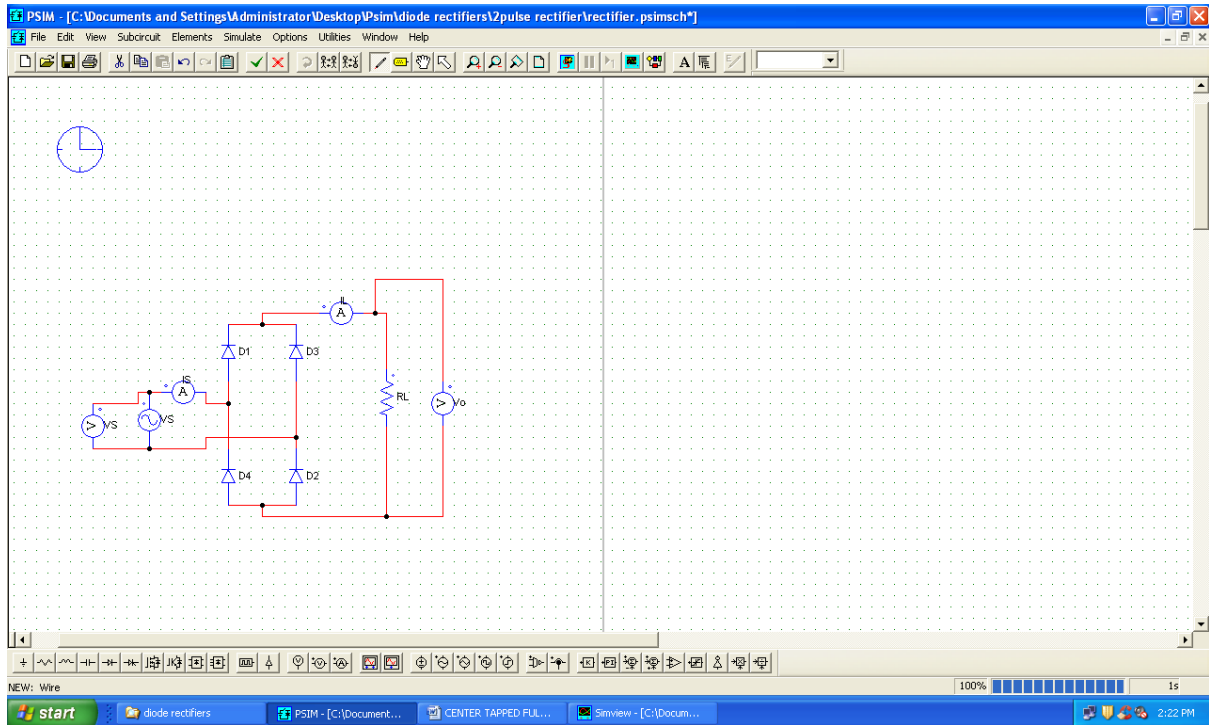 PSIM - [C:\Documents and Settings\Administrator\Desktop\Psim\diode rectifiers\2pulse rectifier\rectifier.psimsch*]
File Edit View Subcircuit Elements Simulate Options Utilities Window Help
IL
A
D1
D3
IS
A
RL
V
Vo
V
VS
VS
D4
D2
NEW: Wire
100%
1s
start
diode rectifiers
PSIM - [C:\Document...
CENTER TAPPED FUL...
Simview - [C:\Docum...
2:22 PM